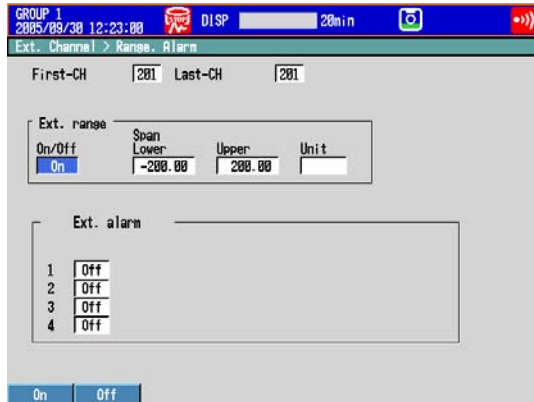 GROUP 1
2005/09/30 12:23:00 DISP 20min
Ext. Channel > Range, Alarm
First-CH 201 Last-CH 201
Ext. range
Span
On/Off Lower Upper Unit
On -200.00 200.00
Ext. alarm
1 Off
2 Off
3 Off
4 Off
On Off